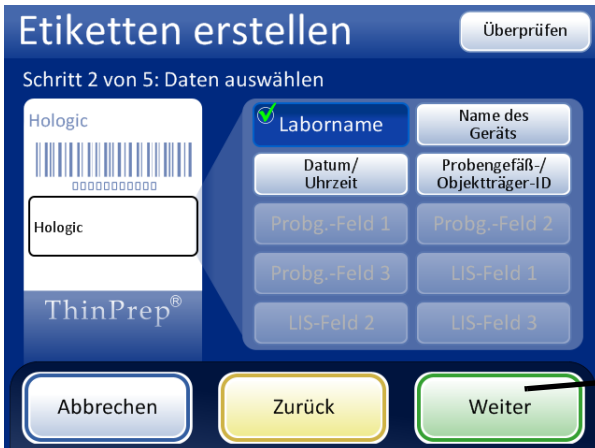 Etiketten erstellen
Überprüfen
Schritt 2 von 5: Daten auswählen
Hologic
00000000000
Hologic
ThinPrep®
Laborname
Name des
Geräts
Datum/
Uhrzeit
Probengefäß-/
Objektträger-ID
Probg.-Feld 1
Probg.-Feld 2
Probg.-Feld 3
LIS-Feld 1
LIS-Feld 2
LIS-Feld 3
Abbrechen
Zurück
Weiter